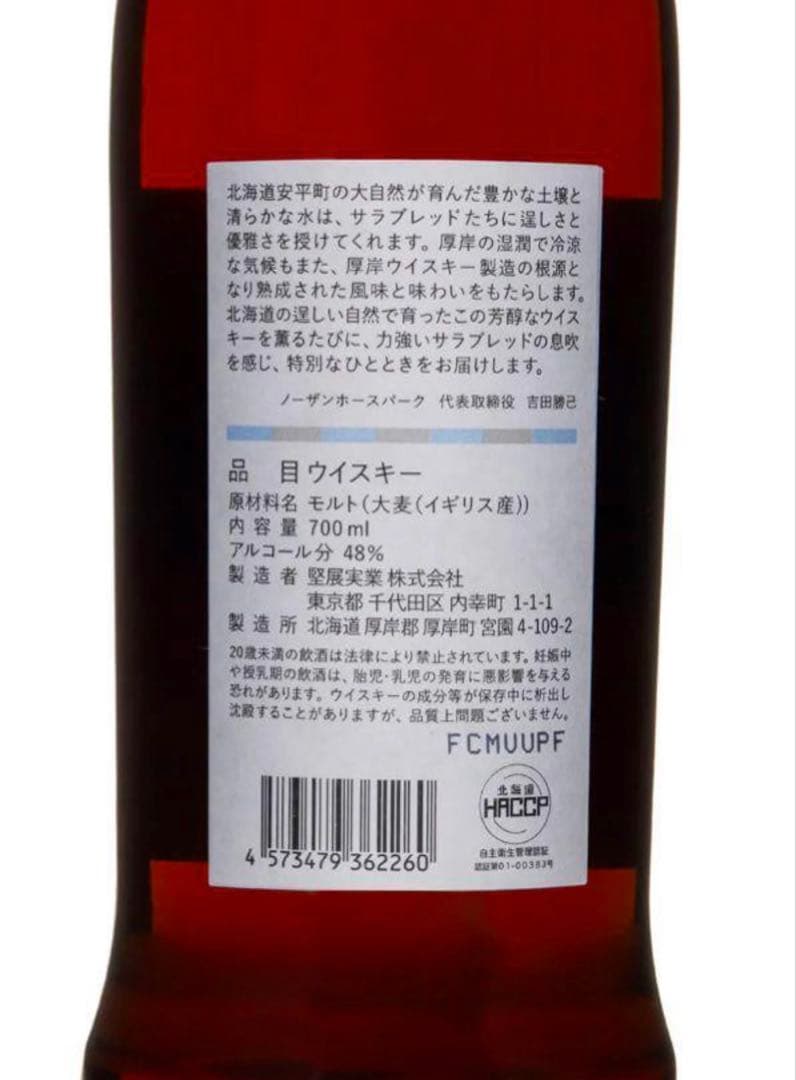 北海道安平町の大自然が育んだ豊かな土壌と
清らかな水は、サラブレッドたちに逞しさと
優雅さを授けてくれます。厚岸の湿潤で冷涼
な気候もまた、厚岸ウイスキー製造の根源と
なり熟成された風味と味わいをもたらします。
北海道の逞しい自然で育ったこの芳醇なウイス
キーを薫るたびに、力強いサラブレッドの息吹
を感じ、特別なひとときをお届けします。
ノーザンホースパーク 代表取締役 吉田勝己
品 目 ウイスキー
原材料名 モルト(大麦(イギリス産))
内容量 700ml
アルコール分 48%
製造者 堅展実業株式会社
東京都千代田区内幸町 1-1-1
製造所 北海道厚岸郡厚岸町宮園4-109-2
20歳未満の飲酒は法律により禁止されています。妊娠中
や授乳期の飲酒は、胎児・乳児の発育に悪影響を与える
恐れがあります。ウイスキーの成分等が保存中に析出し
沈殿することがありますが、品質上問題ございません。
FCMUUPF
北海道
HACCP
自主衛生管理認証
認証第01-00383号
4 573479 362260